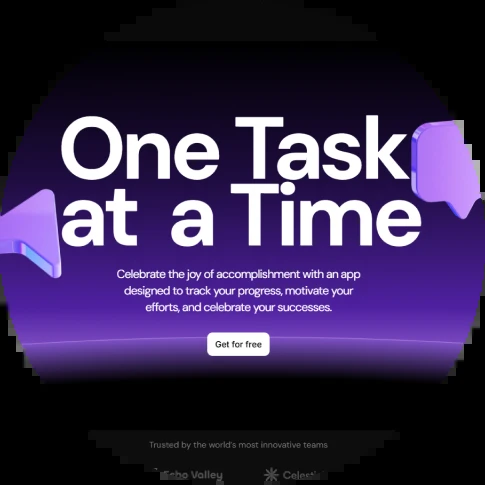 One Task
at a Time
Celebrate the joy of accomplishment with an app
designed to track your progress, motivate your
efforts, and celebrate your successes.
Get for free
Trusted by the world's most innovative teams
Echo Valley